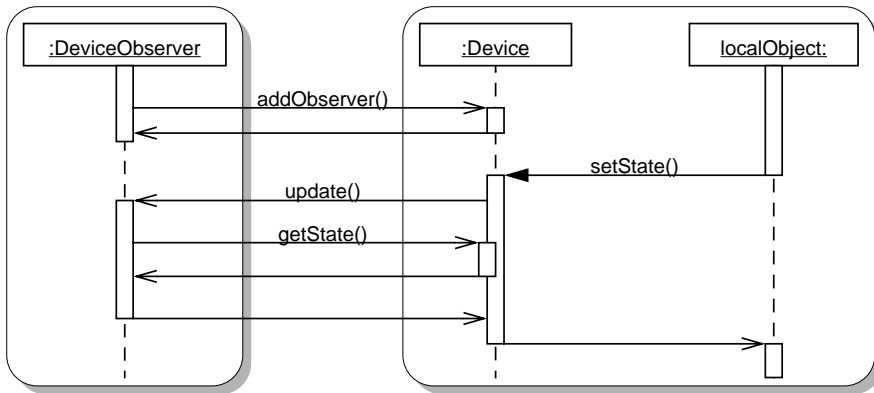 :DeviceObserver
:Device
localObject:
addObserver()
setState()
update()
getState()